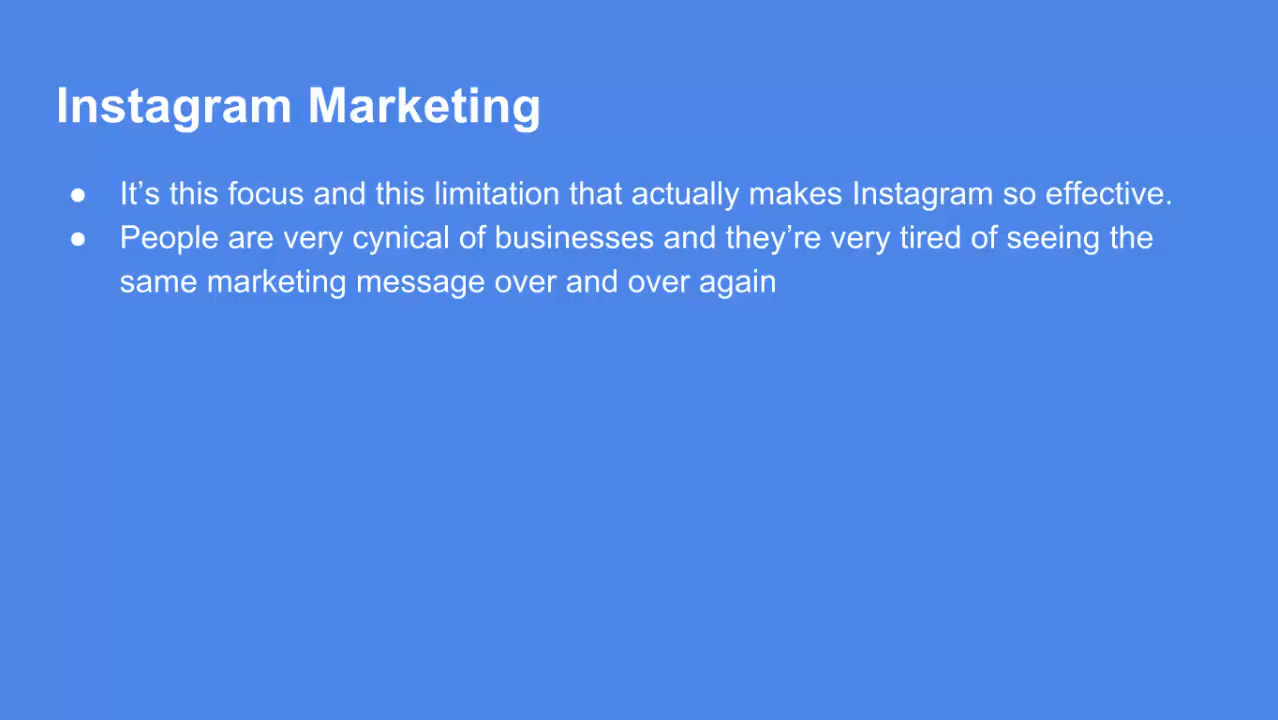 Instagram Marketing
● It’s this focus and this limitation that actually makes Instagram so effective.
● People are very cynical of businesses and they’re very tired of seeing the
same marketing message over and over again